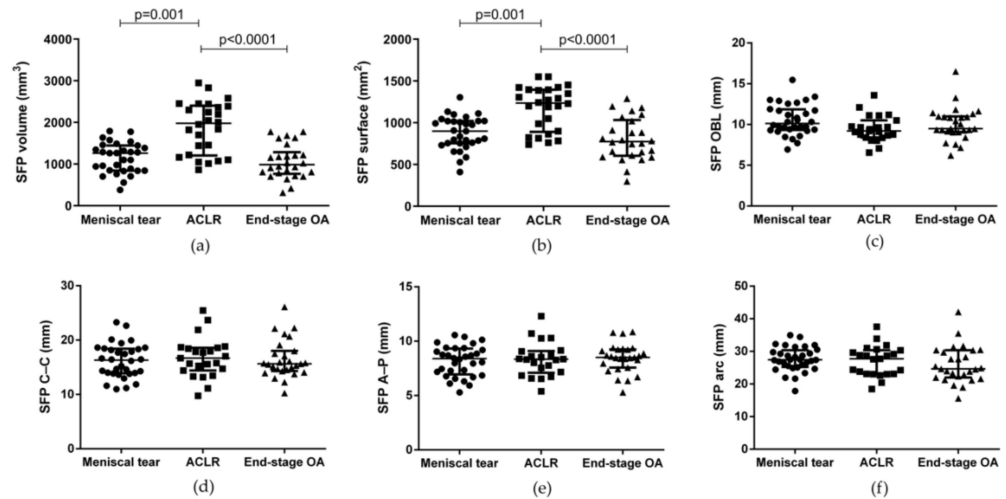 p=0.001
p<0.0001
SFP volume (mm³)
4000
3000
2000
1000
0
Meniscal tear ACLR End-stage OA
(a)
p=0.001
p<0.0001
SFP surface (mm²)
2000
1500
1000
500
0
Meniscal tear ACLR End-stage OA
(b)
SFP OBL (mm)
20
15
10
5
0
Meniscal tear ACLR End-stage OA
(c)
SFP C–C (mm)
30
20
10
0
Meniscal tear ACLR End-stage OA
(d)
SFP A–P (mm)
15
10
5
0
Meniscal tear ACLR End-stage OA
(e)
SFP arc (mm)
50
40
30
20
10
0
Meniscal tear ACLR End-stage OA
(f)